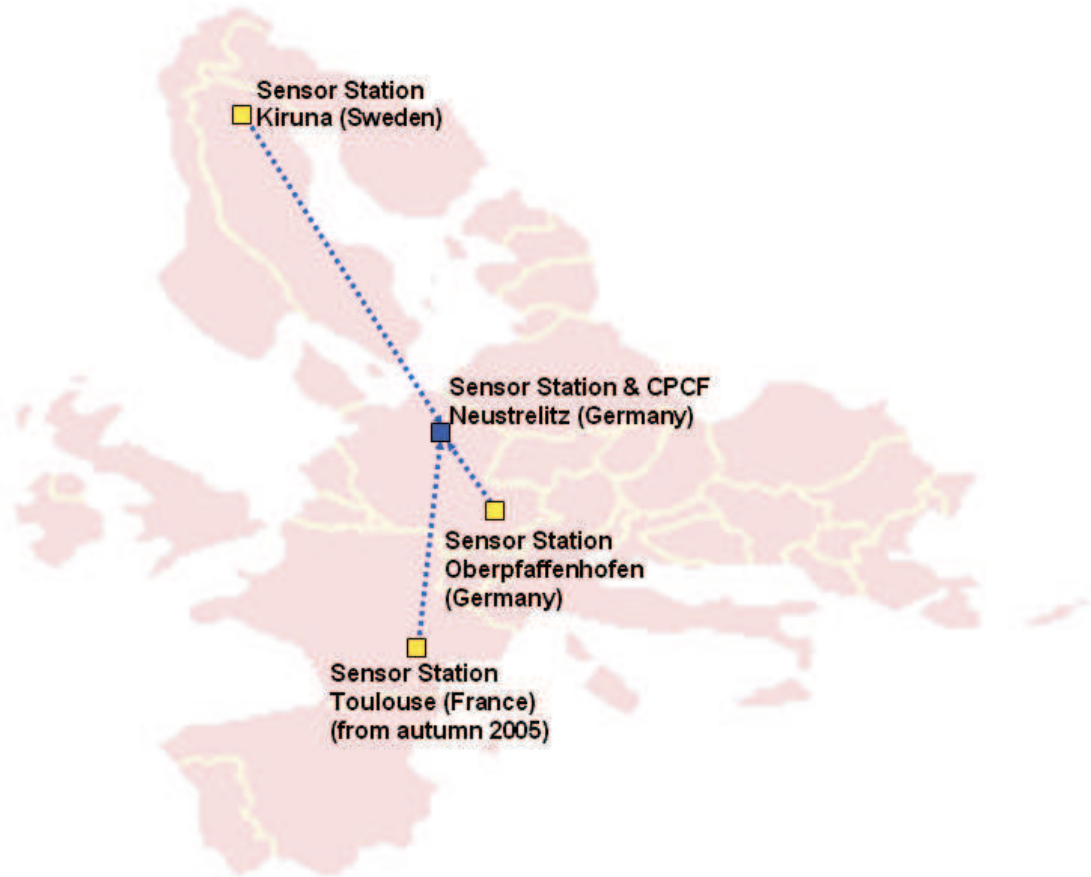 Sensor Station
Kiruna (Sweden)
Sensor Station & CPCF
Neustrelitz (Germany)
Sensor Station
Oberpfaffenhofen
(Germany)
Sensor Station
Toulouse (France)
(from autumn 2005)